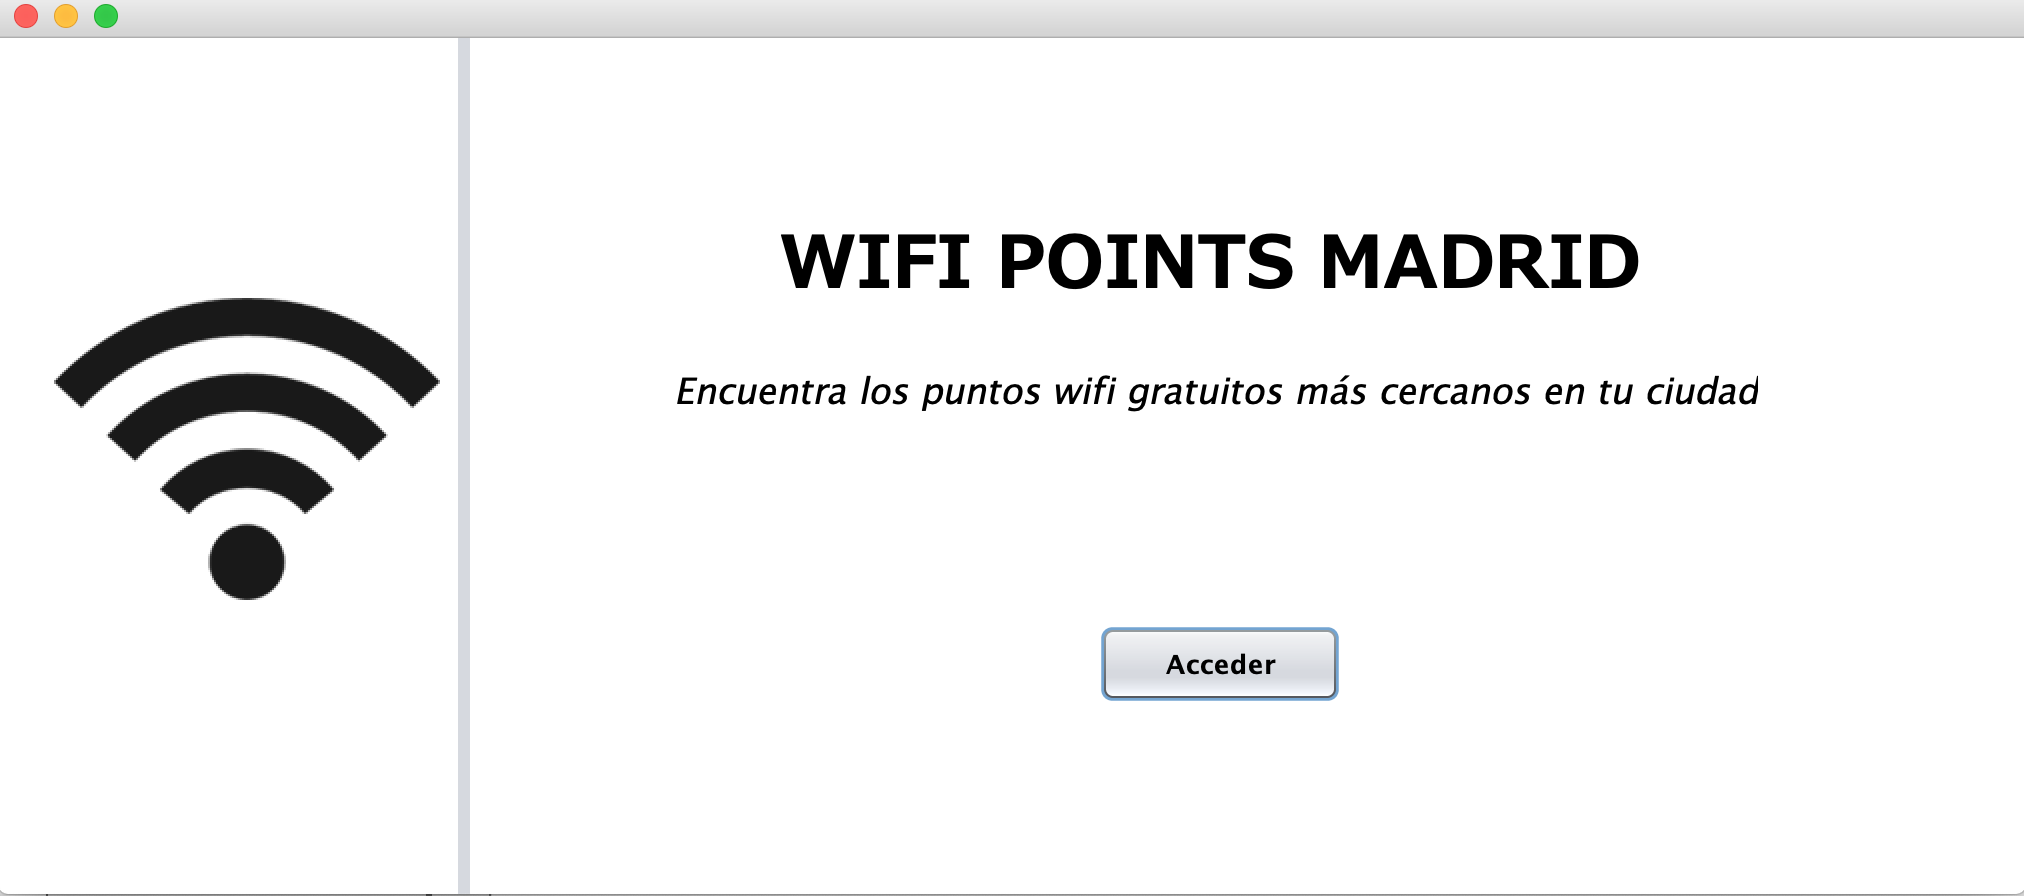 WIFI POINTS MADRID
Encuentra los puntos wifi gratuitos más cercanos en tu ciudad
Acceder